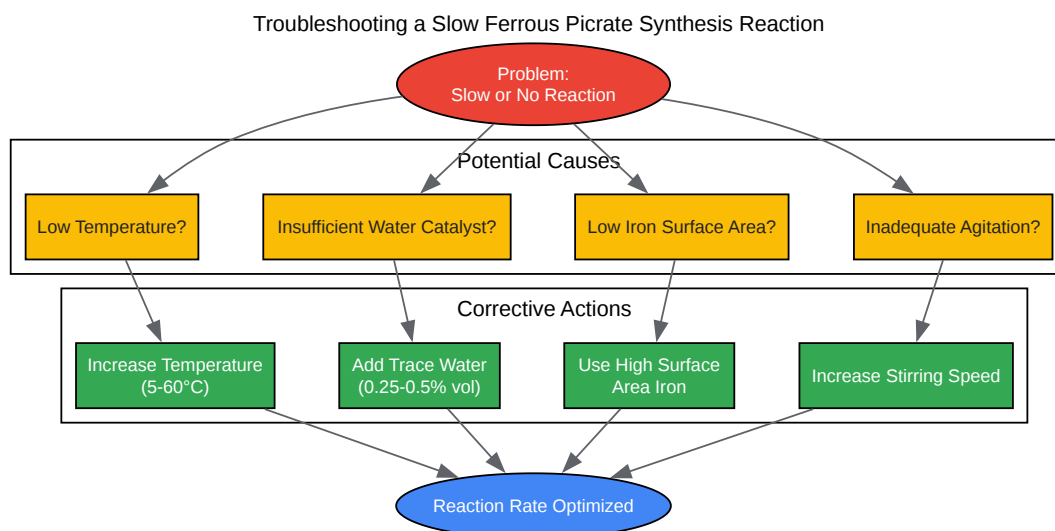 Troubleshooting a Slow Ferrous Picrate Synthesis Reaction
Problem:
Slow or No Reaction
Potential Causes
Low Temperature?
Insufficient Water Catalyst?
Low Iron Surface Area?
Inadequate Agitation?
Corrective Actions
Increase Temperature
(5-60°C)
Add Trace Water
(0.25-0.5% vol)
Use High Surface
Area Iron
Increase Stirring Speed
Reaction Rate Optimized